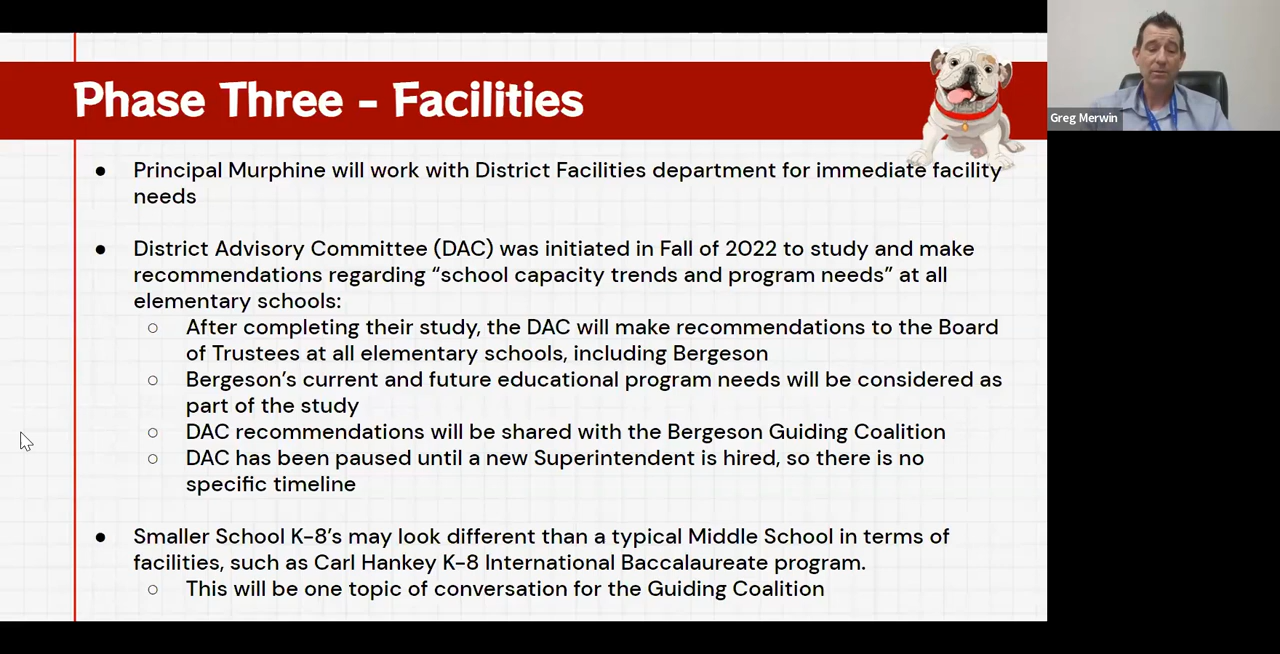 Phase Three - Facilities
Greg Merwin
● Principal Murphine will work with District Facilities department for immediate facility
needs
● District Advisory Committee (DAC) was initiated in Fall of 2022 to study and make
recommendations regarding “school capacity trends and program needs” at all
elementary schools:
○ After completing their study, the DAC will make recommendations to the Board
of Trustees at all elementary schools, including Bergeson
○ Bergeson’s current and future educational program needs will be considered as
part of the study
○ DAC recommendations will be shared with the Bergeson Guiding Coalition
○ DAC has been paused until a new Superintendent is hired, so there is no
specific timeline
● Smaller School K-8’s may look different than a typical Middle School in terms of
facilities, such as Carl Hankey K-8 International Baccalaureate program.
○ This will be one topic of conversation for the Guiding Coalition